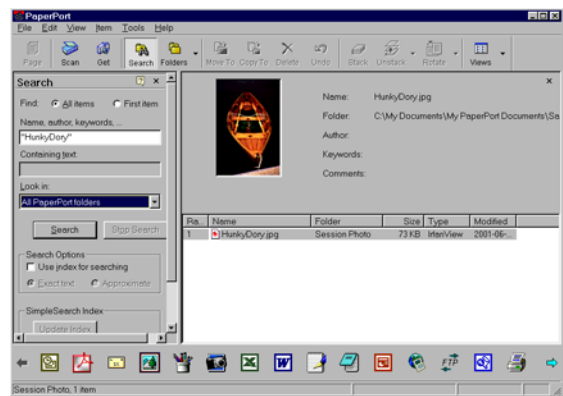 PaperPort
File Edit View Item Tools Help
Page Scan Get Search Folders Move To Copy To Delete Undo Stack Unstack Rotate Views
Search
Find: All items First item
Name, author, keywords, ...
"HunkyDory"
Containing text:
Look in:
All PaperPort folders
Search Stop Search
Search Options
Use index for searching
Exact text Approximate
SimpleSearch Index
Update Index
Name: HunkyDory.jpg
Folder: C:\My Documents\My PaperPort Documents\Sa
Author:
Keywords:
Comments:
Ra... Name Folder Size Type Modified
1 HunkyDory.jpg Session Photo 73 KB IrfanView 2001-06-...
FTP
Session Photo, 1 item